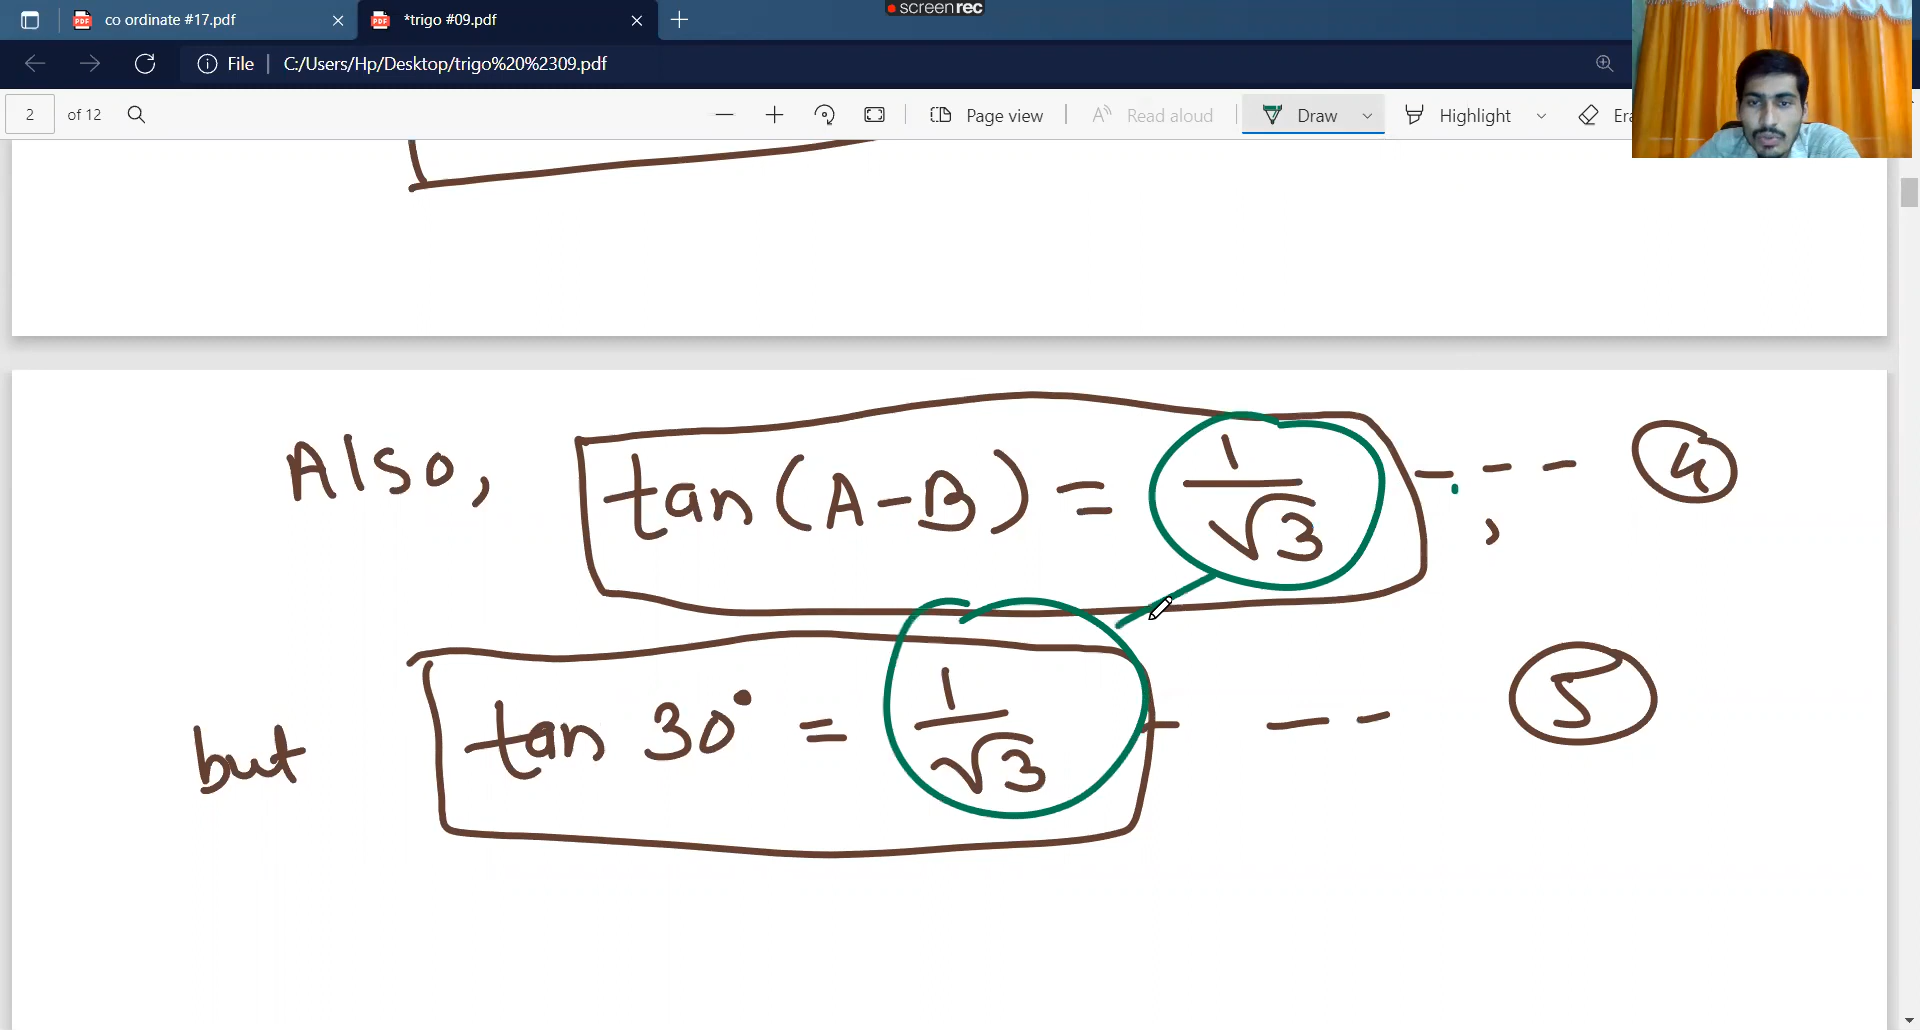 screenrec
co ordinate #17.pdf
*trigo #09.pdf
File C:/Users/Hp/Desktop/trigo%20%2309.pdf
2 of 12 Page view Read aloud Draw Highlight
Also, tan(A-B) = 1/√3 ---- , 4
but tan 30° = 1/√3 - -- 5